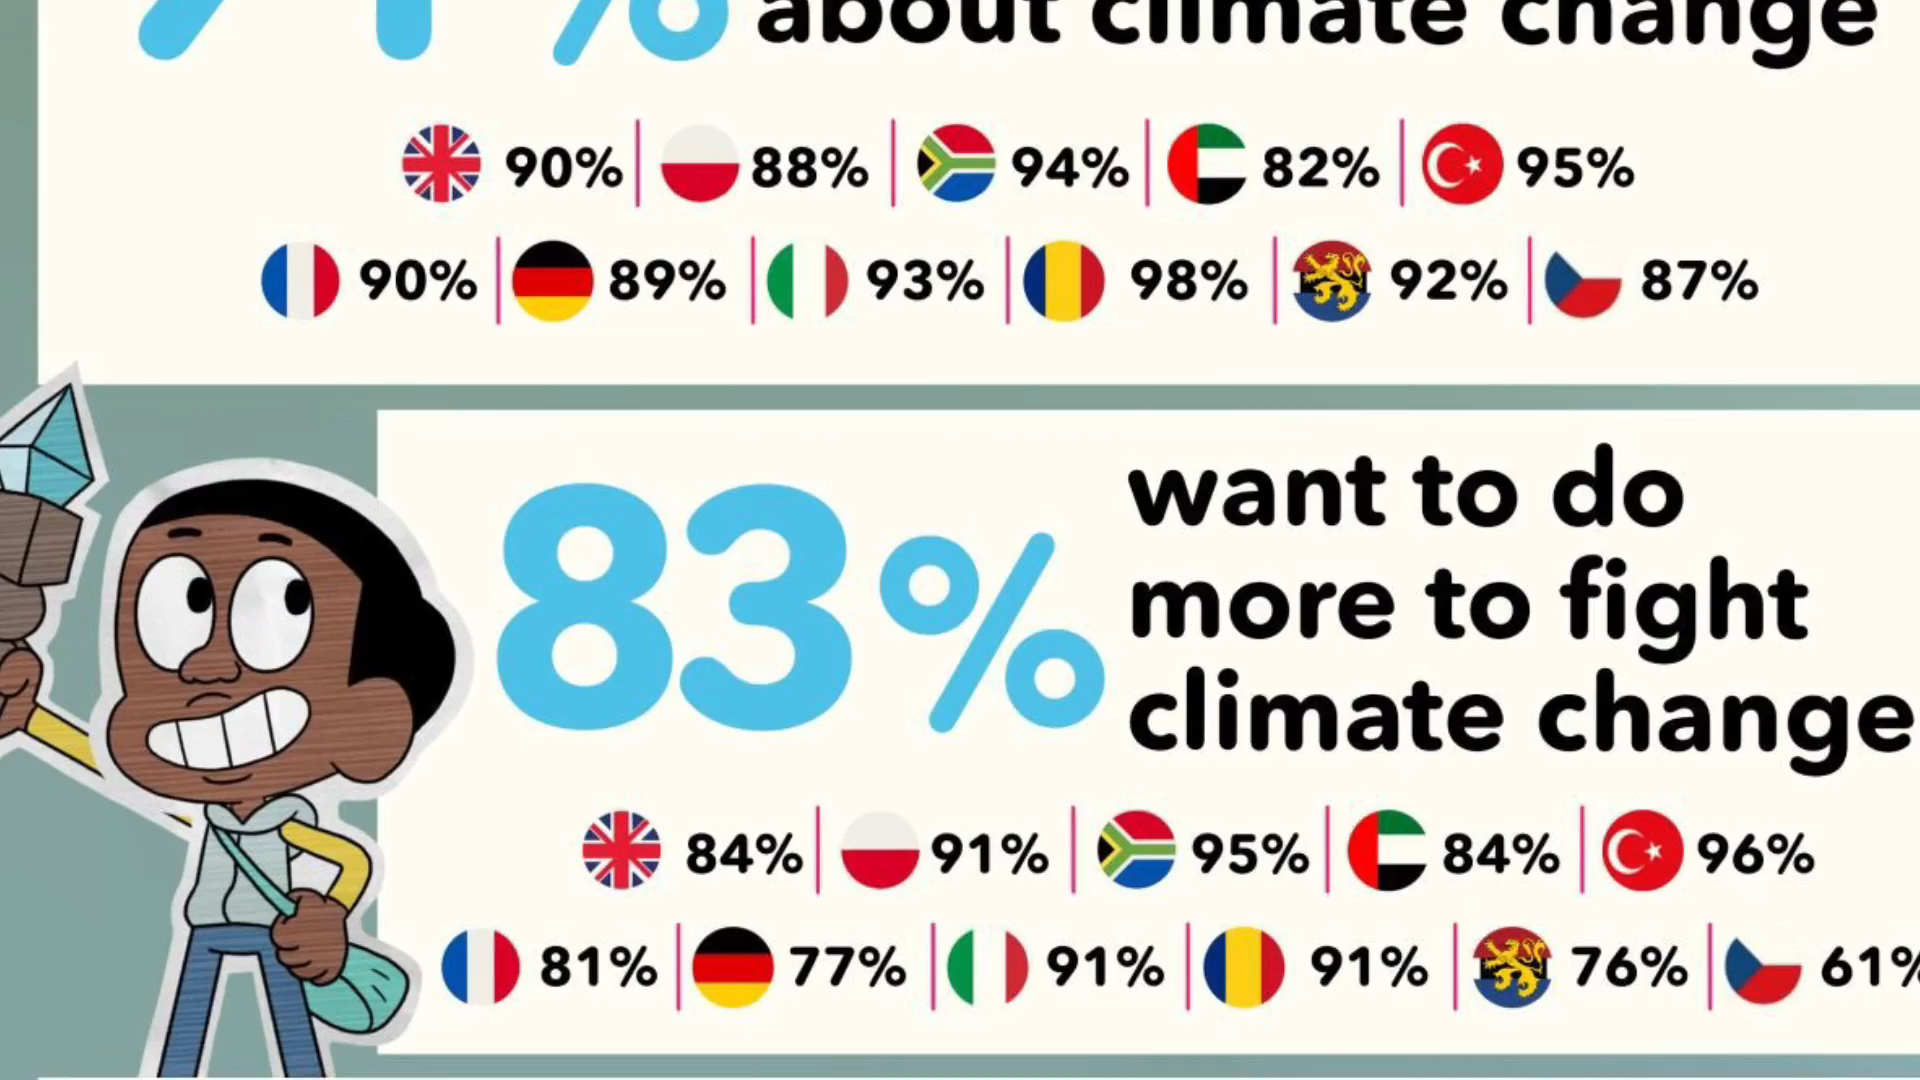 about climate change
90% 88% 94% 82% 95%
90% 89% 93% 98% 92% 87%
83% want to do
more to fight
climate change
84% 91% 95% 84% 96%
81% 77% 91% 91% 76% 61%